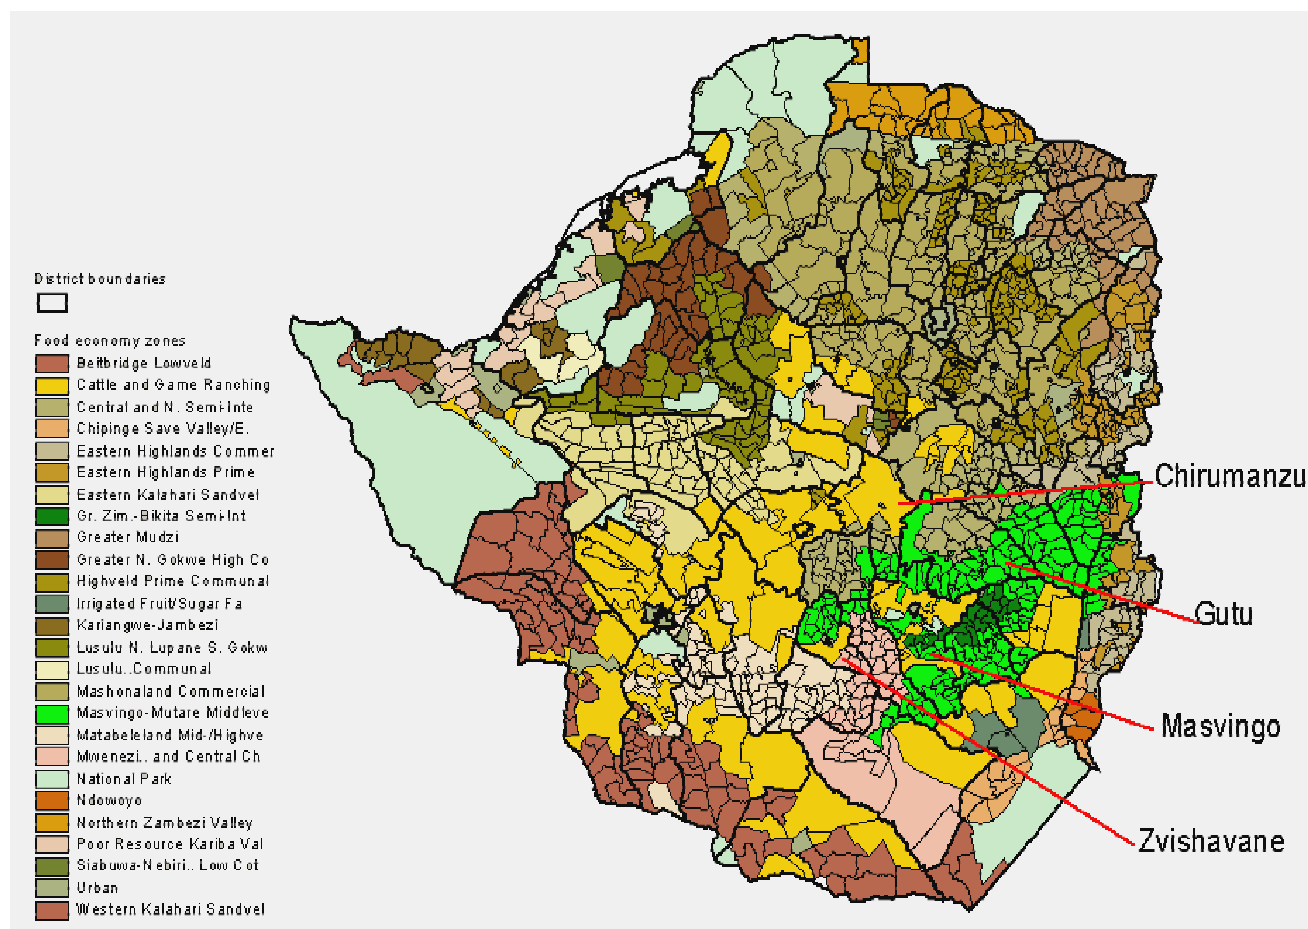 District boundaries
Food economy zones
Beitbridge Lowveld
Cattle and Game Ranching
Central and N. Semi-Inte
Chipinge Save Valley/E.
Eastern Highlands Commer
Eastern Highlands Prime
Eastern Kalahari Sandvel
Gr. Zim.-Bikita Semi-Int
Greater Mudzi
Greater N. Gokwe High Co
Highveld Prime Communal
Irrigated Fruit/Sugar Fa
Kariangwe-Jambezi
Lusulu N. Lupane S. Gokw
Lusulu.. Communal
Mashonaland Commercial
Masvingo-Mutare Middleve
Matabeleland Mid-/Highve
Mwenezi.. and Central Ch
National Park
Ndowoyo
Northern Zambezi Valley
Poor Resource Kariba Val
Siabuwa-Nebiri.. Low Cot
Urban
Western Kalahari Sandvel
Chirumanzu
Gutu
Masvingo
Zvishavane